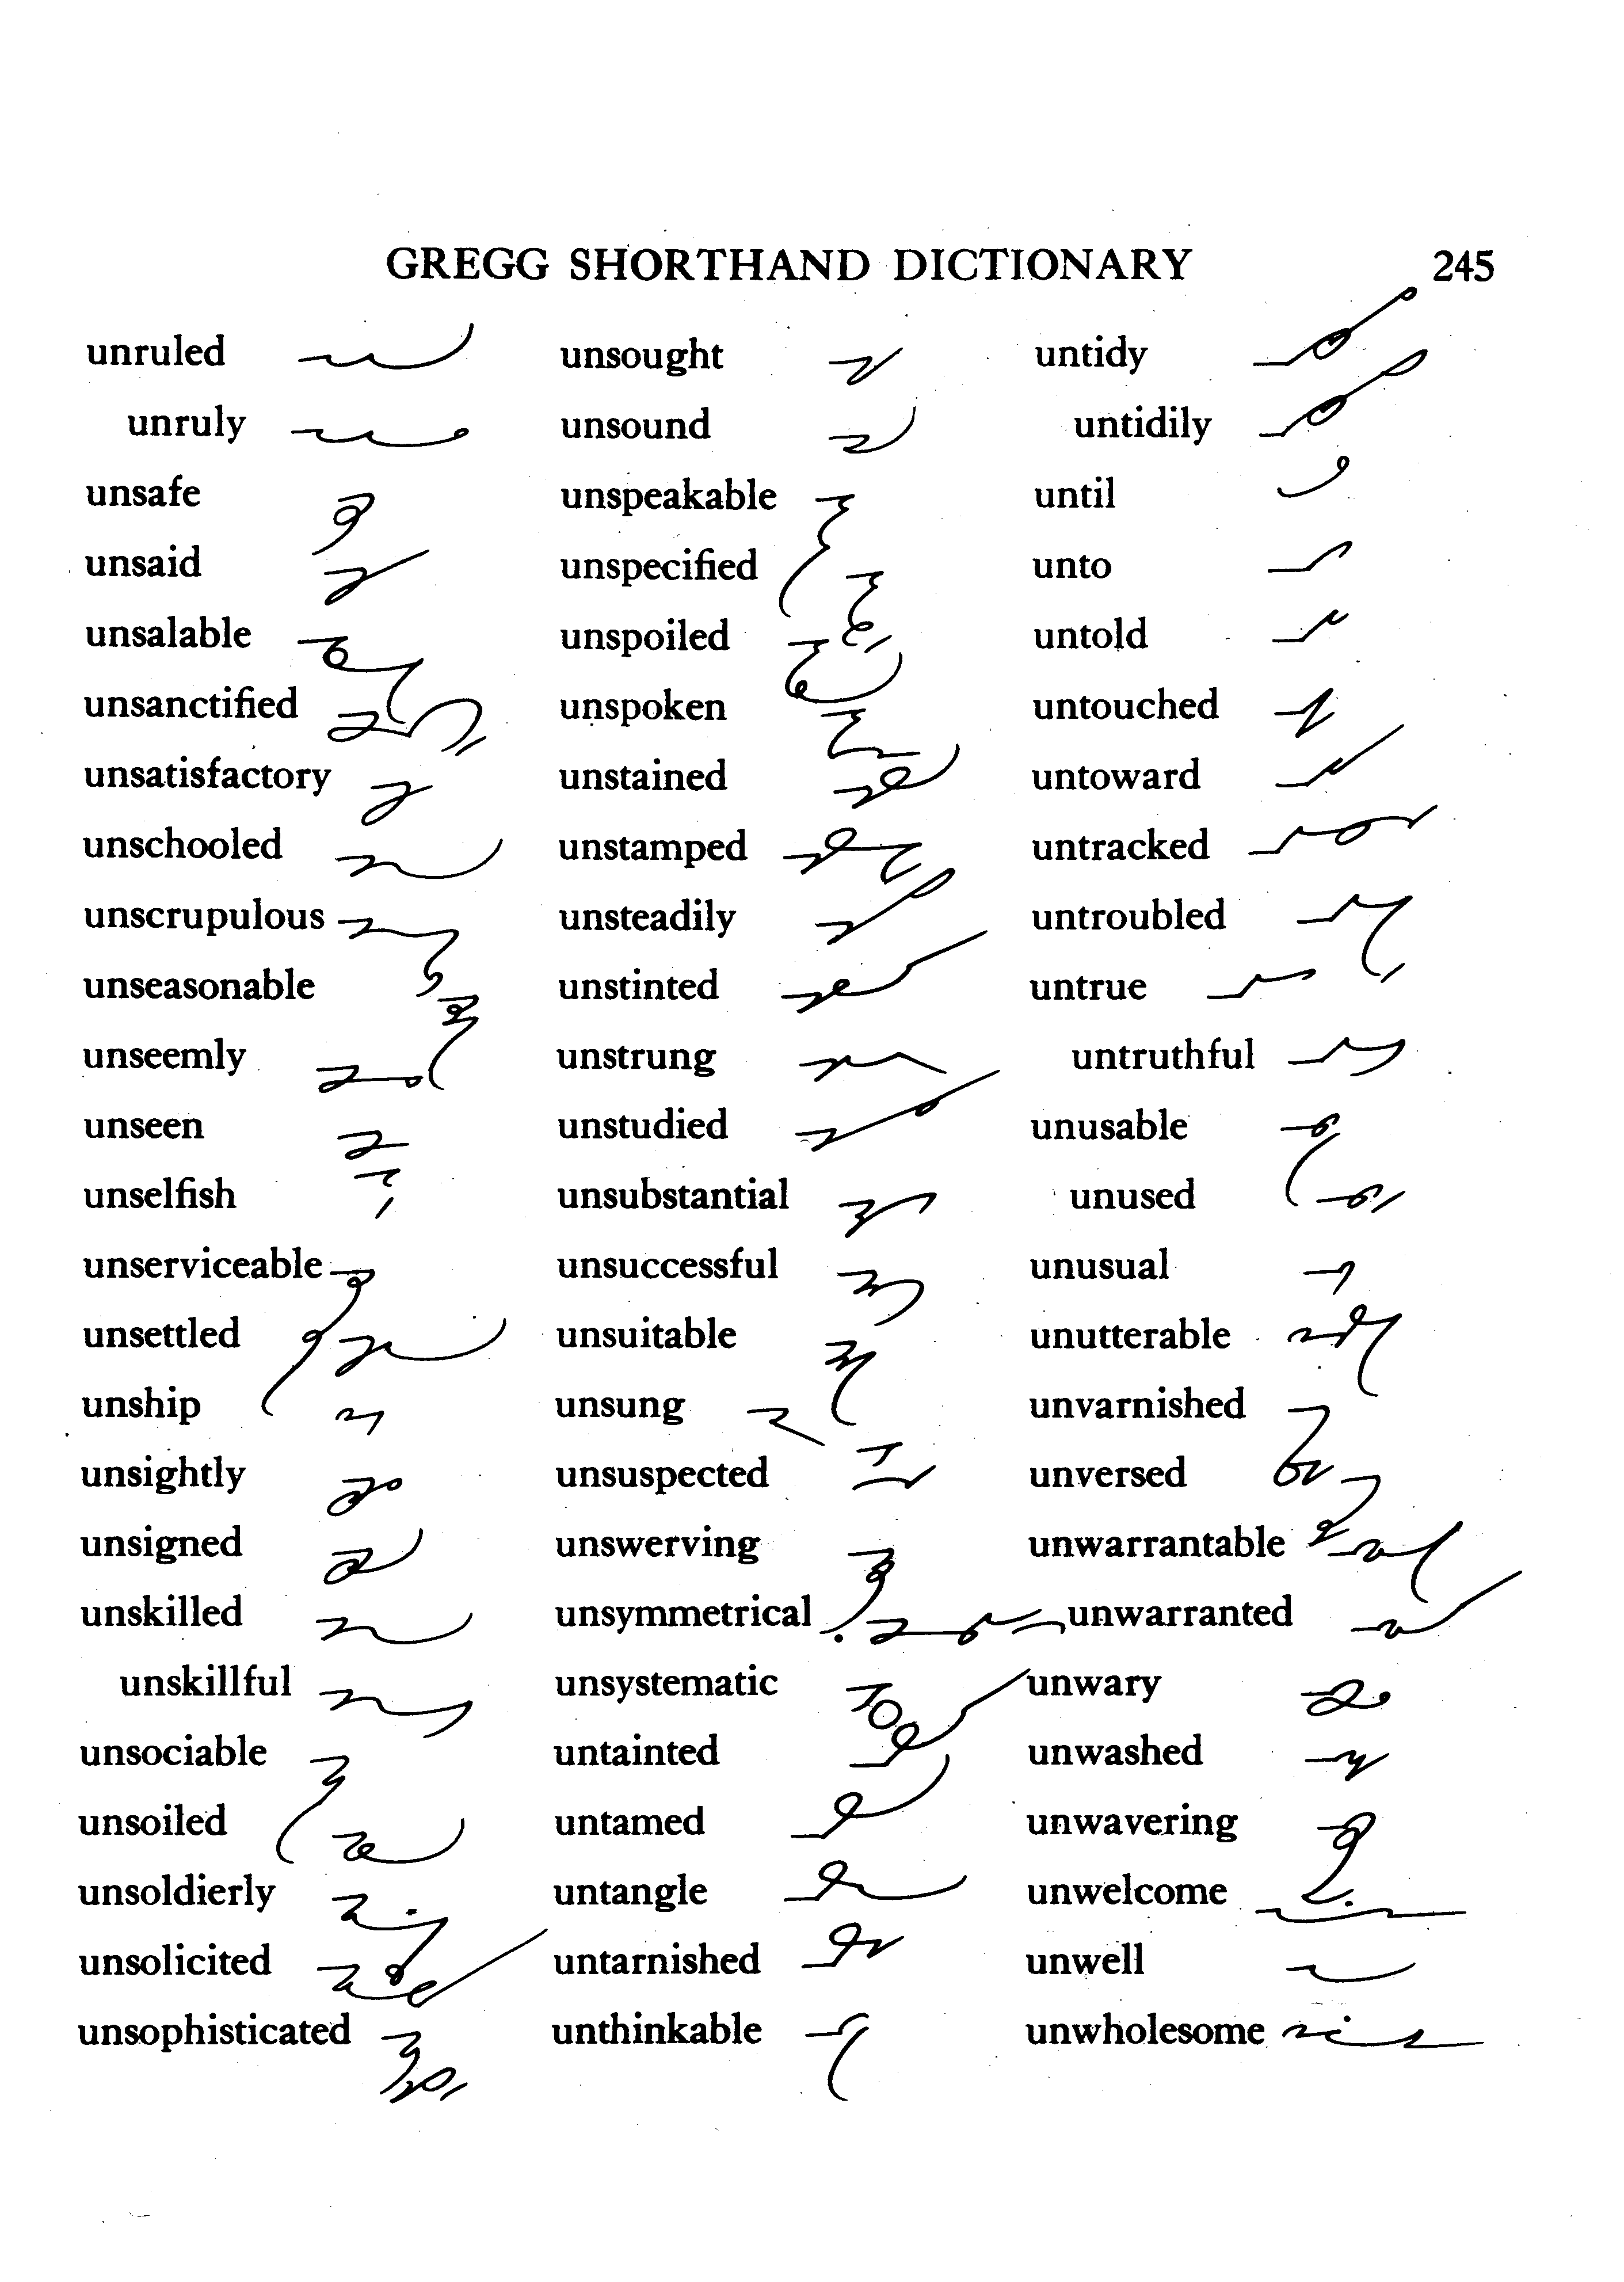 GREGG SHORTHAND DICTIONARY 245
unruled
unruly
unsafe
unsaid
unsalable
unsanctified
unsatisfactory
unschooled
unscrupulous
unseasonable
unseemly
unseen
unselfish
unserviceable
unsettled
unship
unsightly
unsigned
unskilled
unskillful
unsociable
unsoiled
unsoldierly
unsolicited
unsophisticated
unsought
unsound
unspeakable
unspecified
unspoiled
unspoken
unstained
unstamped
unsteadily
unstinted
unstrung
unstudied
unsubstantial
unsuccessful
unsuitable
unsung
unsuspected
unswerving
unsymmetrical
unsystematic
untainted
untamed
untangle
untarnished
unthinkable
untidy
untidily
until
unto
untold
untouched
untoward
untracked
untroubled
untrue
untruthful
unusable
unused
unusual
unutterable
unvarnished
unversed
unwarrantable
unwarranted
unwary
unwashed
unwavering
unwelcome
unwell
unwholesome